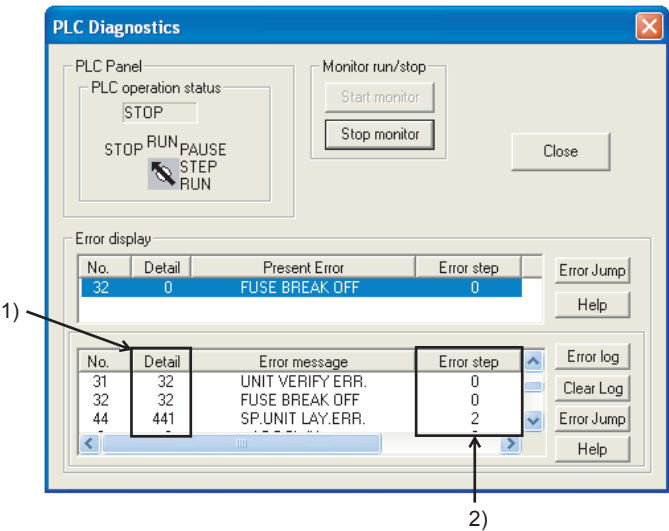 PLC Diagnostics
PLC Panel
PLC operation status
STOP
STOP RUN PAUSE
STEP
RUN
Monitor run/stop
Start monitor
Stop monitor
Close
Error display
No. Detail Present Error Error step
32 0 FUSE BREAK OFF 0
Error Jump
Help
1)
No. Detail Error message Error step
31 32 UNIT VERIFY ERR. 0
32 32 FUSE BREAK OFF 0
44 441 SP.UNIT LAY.ERR. 2
Error log
Clear Log
Error Jump
Help
2)